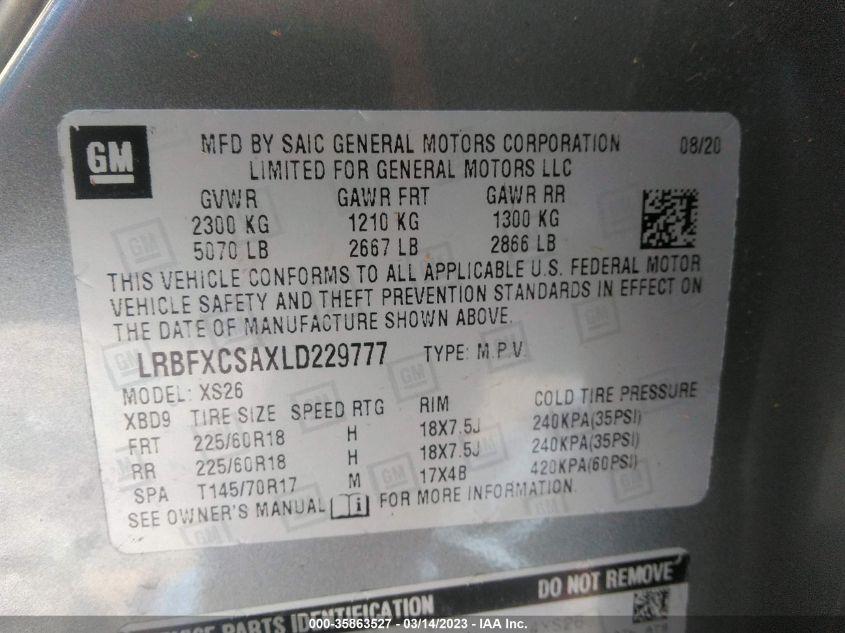 GM
MFD BY SAIC GENERAL MOTORS CORPORATION 08/20
LIMITED FOR GENERAL MOTORS LLC
GVWR GAWR FRT GAWR RR
2300 KG 1210 KG 1300 KG
5070 LB 2667 LB 2866 LB
THIS VEHICLE CONFORMS TO ALL APPLICABLE U.S. FEDERAL MOTOR
VEHICLE SAFETY AND THEFT PREVENTION STANDARDS IN EFFECT ON
THE DATE OF MANUFACTURE SHOWN ABOVE.
LRBFXCSAXLD229777 TYPE: M.P.V.
MODEL: XS26
XBD9 TIRE SIZE SPEED RTG RIM COLD TIRE PRESSURE
FRT 225/60R18 H 18X7.5J 240KPA(35PSI)
RR 225/60R18 H 18X7.5J 240KPA(35PSI)
SPA T145/70R17 M 17X4B 420KPA(60PSI)
SEE OWNER'S MANUAL FOR MORE INFORMATION.
PARTS IDENTIFICATION DO NOT REMOVE
000-35863527 - 03/14/2023 - IAA Inc.